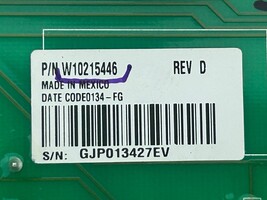 P/N W10215446 REV D
MADE IN MEXICO
DATE CODE0134-FG
S/N: GJP013427EV